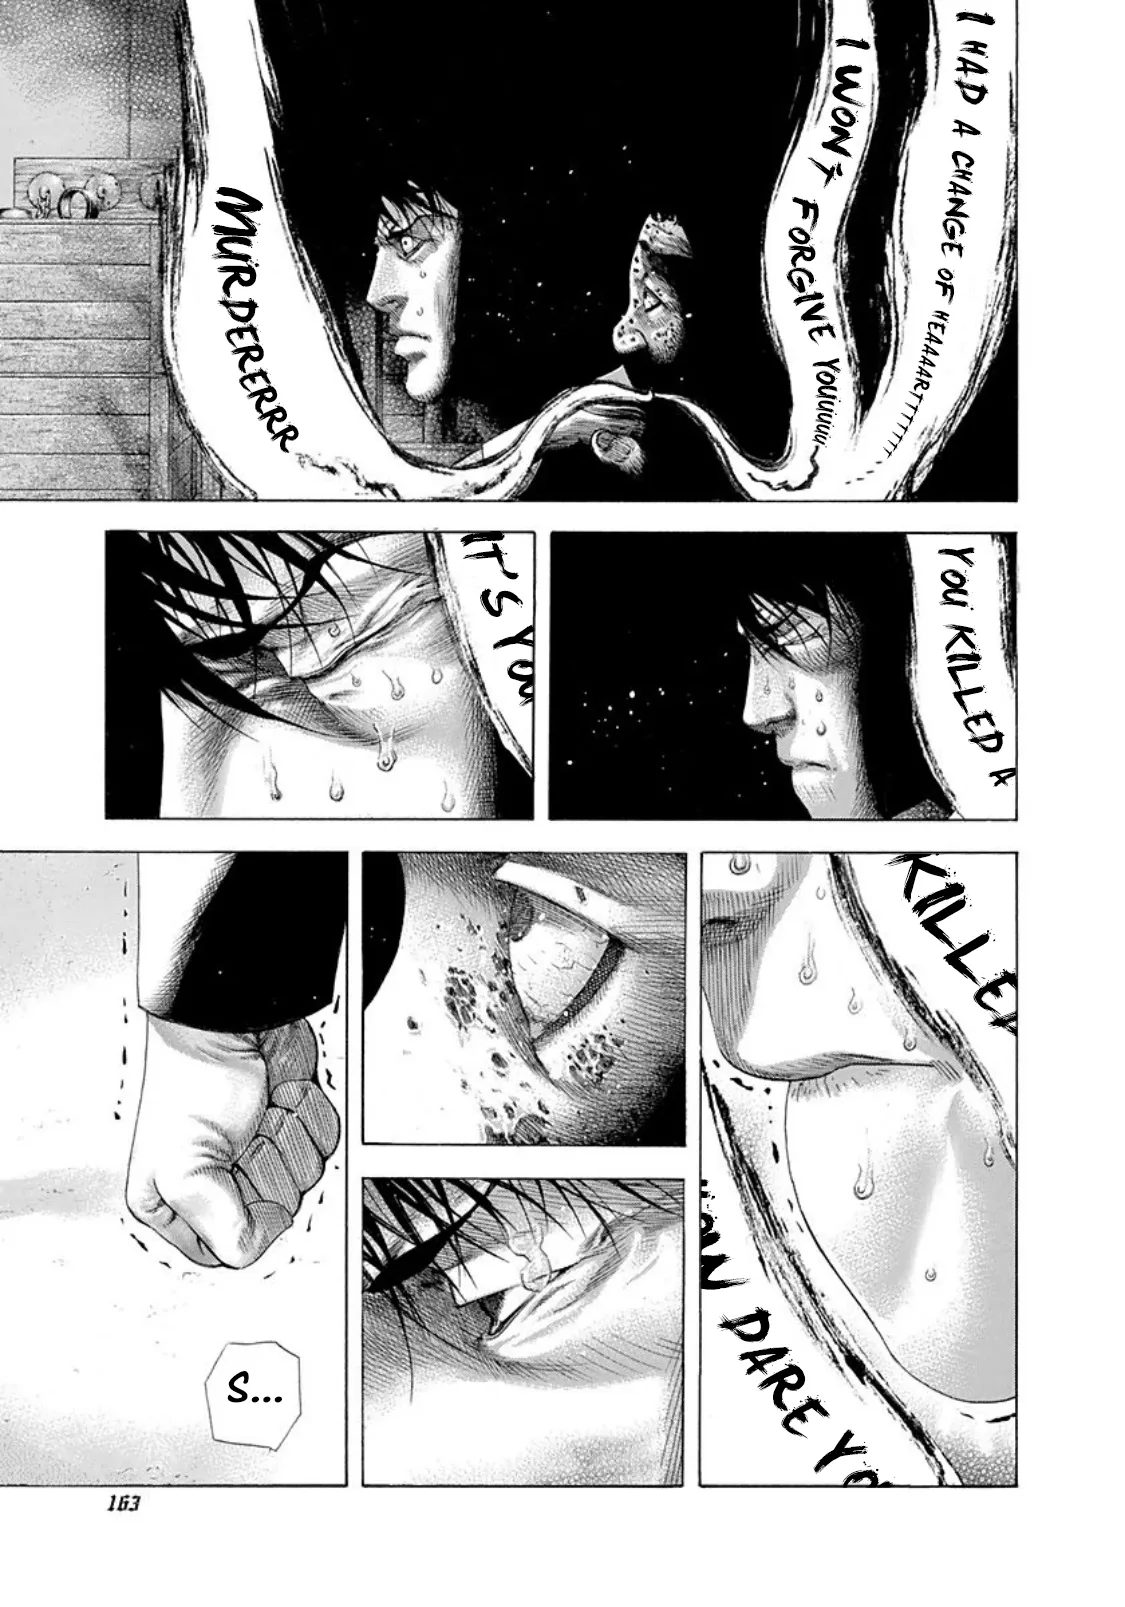 I HAD A CHANGE OF HEAAAARTTTTTTT
I WON'T FORGIVE YOUUUUU
MURDERERRR
YOU KILLED A
IT'S YOU
KILLED
HOW DARE YOU
S...
163